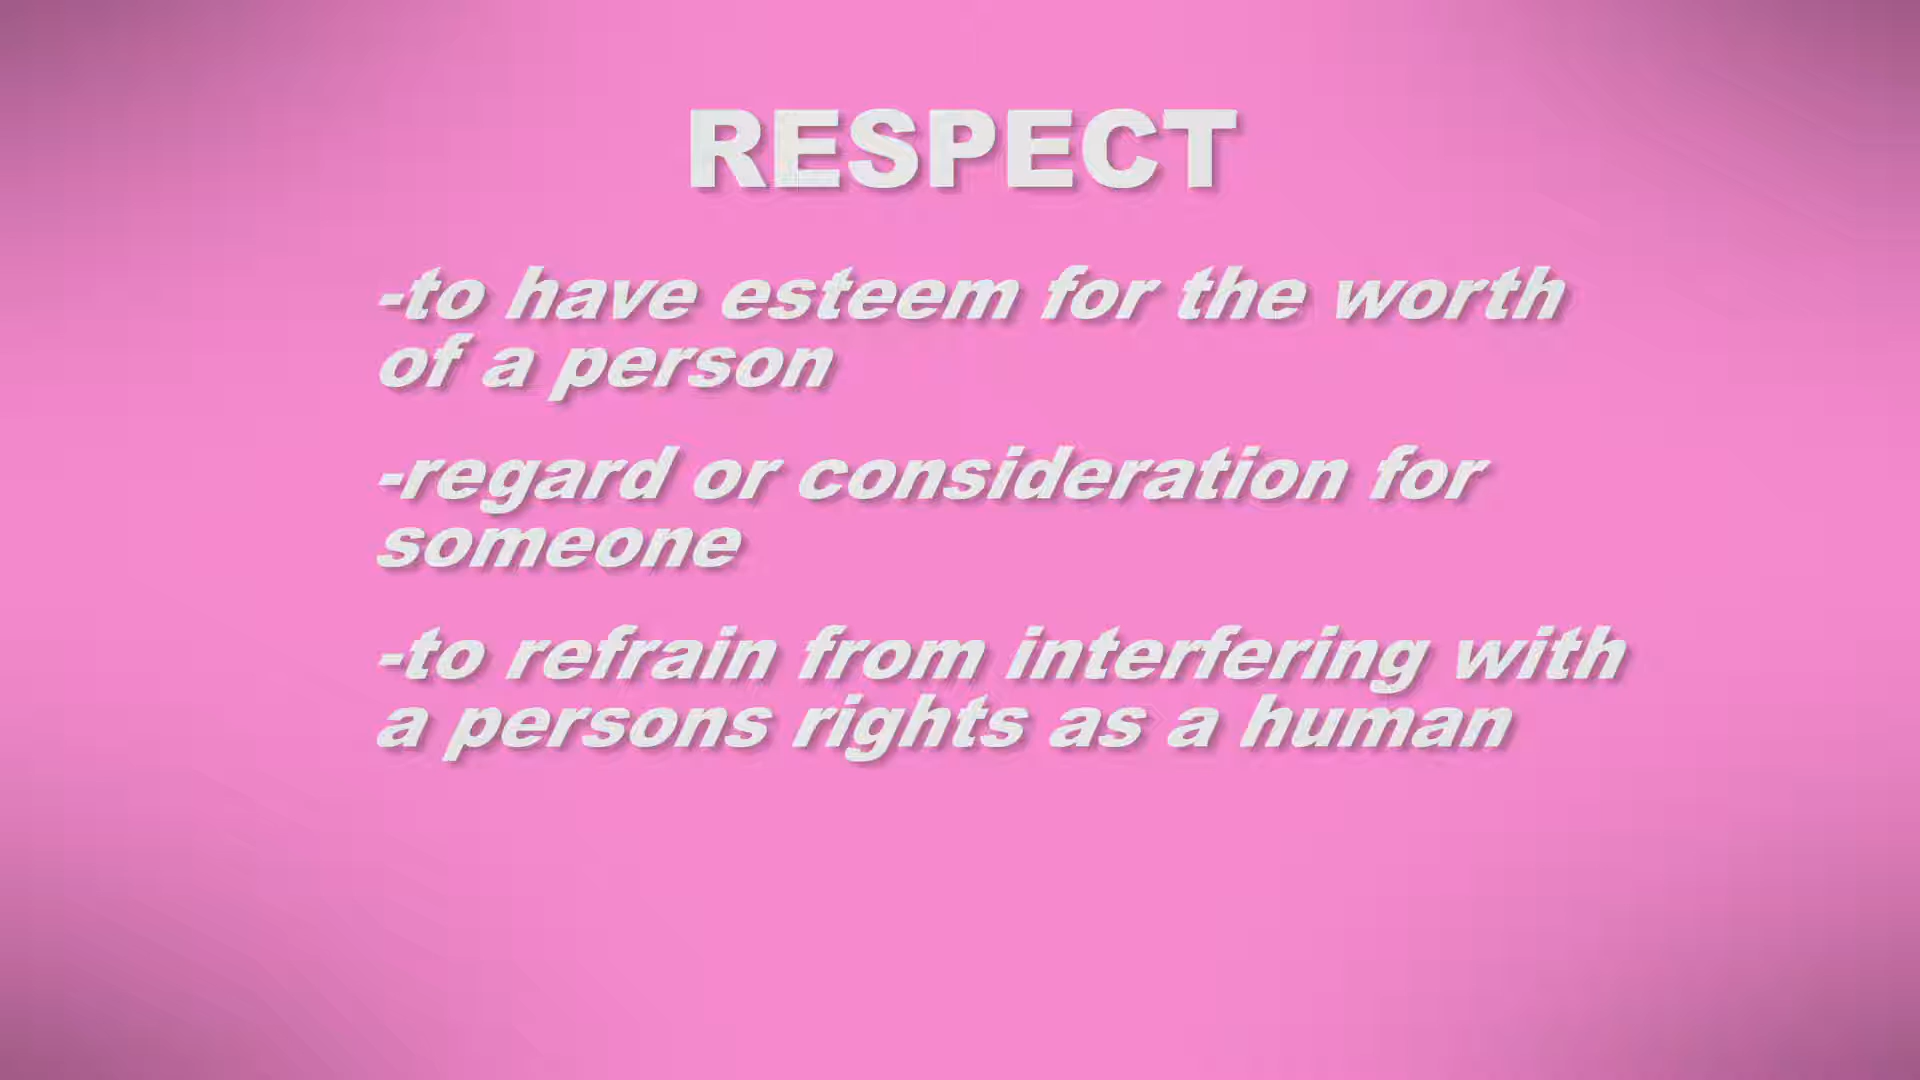 RESPECT
-to have esteem for the worth
of a person
-regard or consideration for
someone
-to refrain from interfering with
a persons rights as a human